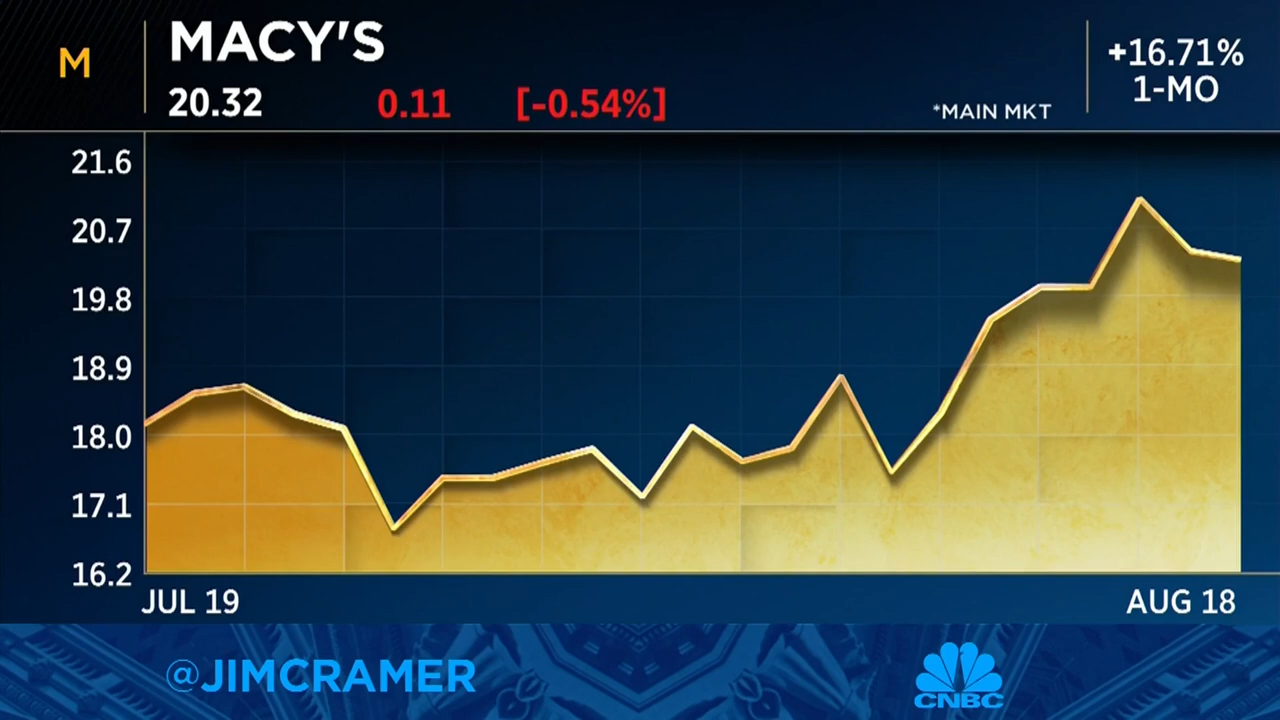 M
MACY'S
20.32 0.11 [-0.54%]
*MAIN MKT
+16.71%
1-MO
21.6
20.7
19.8
18.9
18.0
17.1
16.2
JUL 19 AUG 18
@JIMCRAMER
CNBC